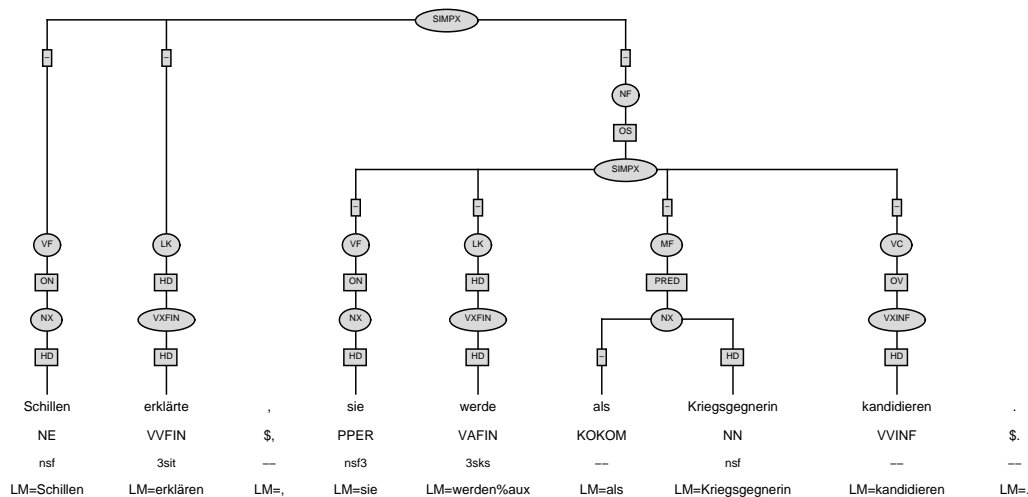 SIMPX
– – –
NF
OS
SIMPX
– – – –
VF LK VF LK MF VC
ON HD ON HD PRED OV
NX VXFIN NX VXFIN NX VXINF
HD HD HD HD – HD HD
Schillen erklärte , sie werde als Kriegsgegnerin kandidieren .
NE VVFIN $, PPER VAFIN KOKOM NN VVINF $.
nsf 3sit –– nsf3 3sks –– nsf –– ––
LM=Schillen LM=erklären LM=, LM=sie LM=werden%aux LM=als LM=Kriegsgegnerin LM=kandidieren LM=.